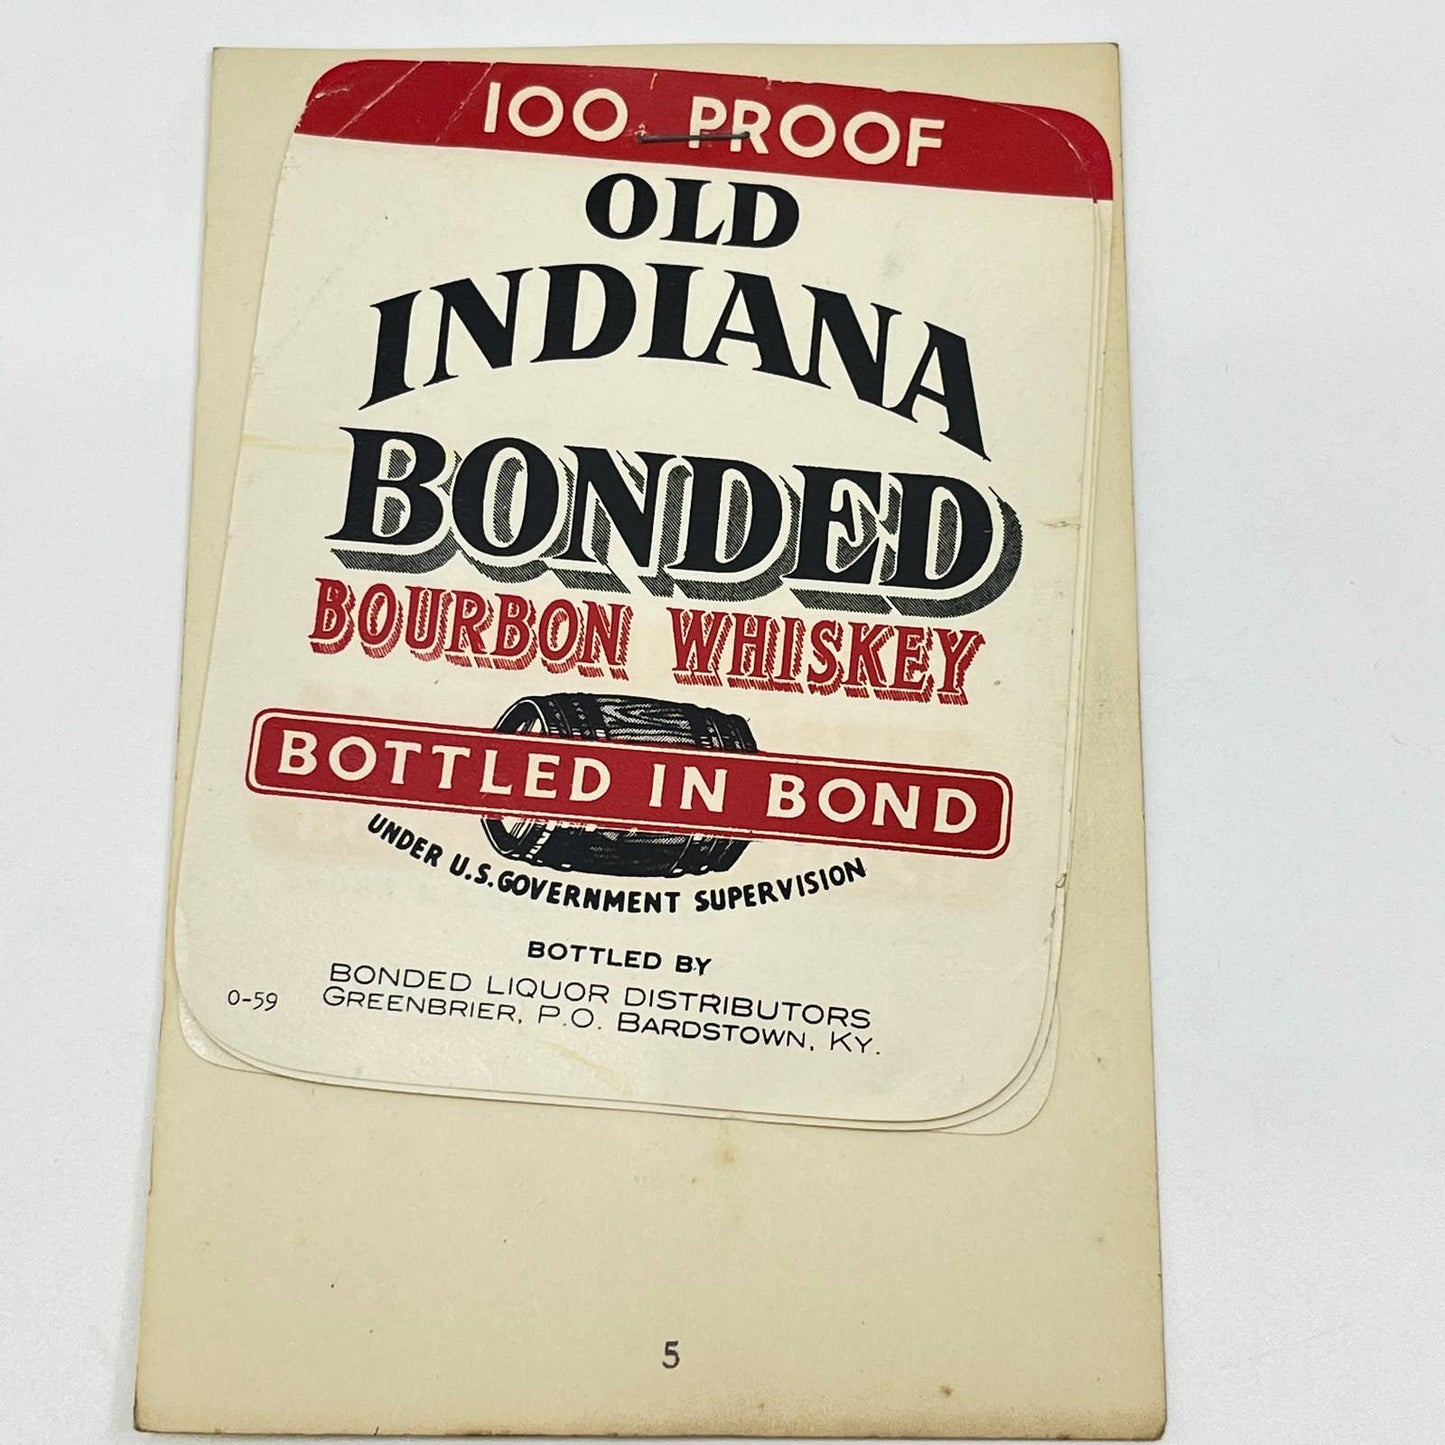 100 PROOF
OLD
INDIANA
BONDED
BOURBON WHISKEY
BOTTLED IN BOND
UNDER U.S. GOVERNMENT SUPERVISION
BOTTLED BY
BONDED LIQUOR DISTRIBUTORS
0-59 GREENBRIER, P.O. BARDSTOWN, KY.
5